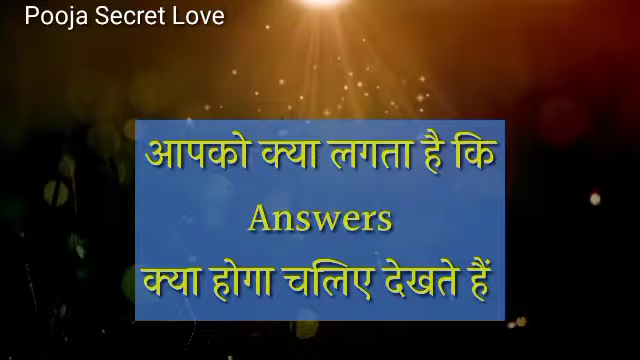 Pooja Secret Love
आपको क्या लगता है कि
Answers
क्या होगा चलिए देखते हैं